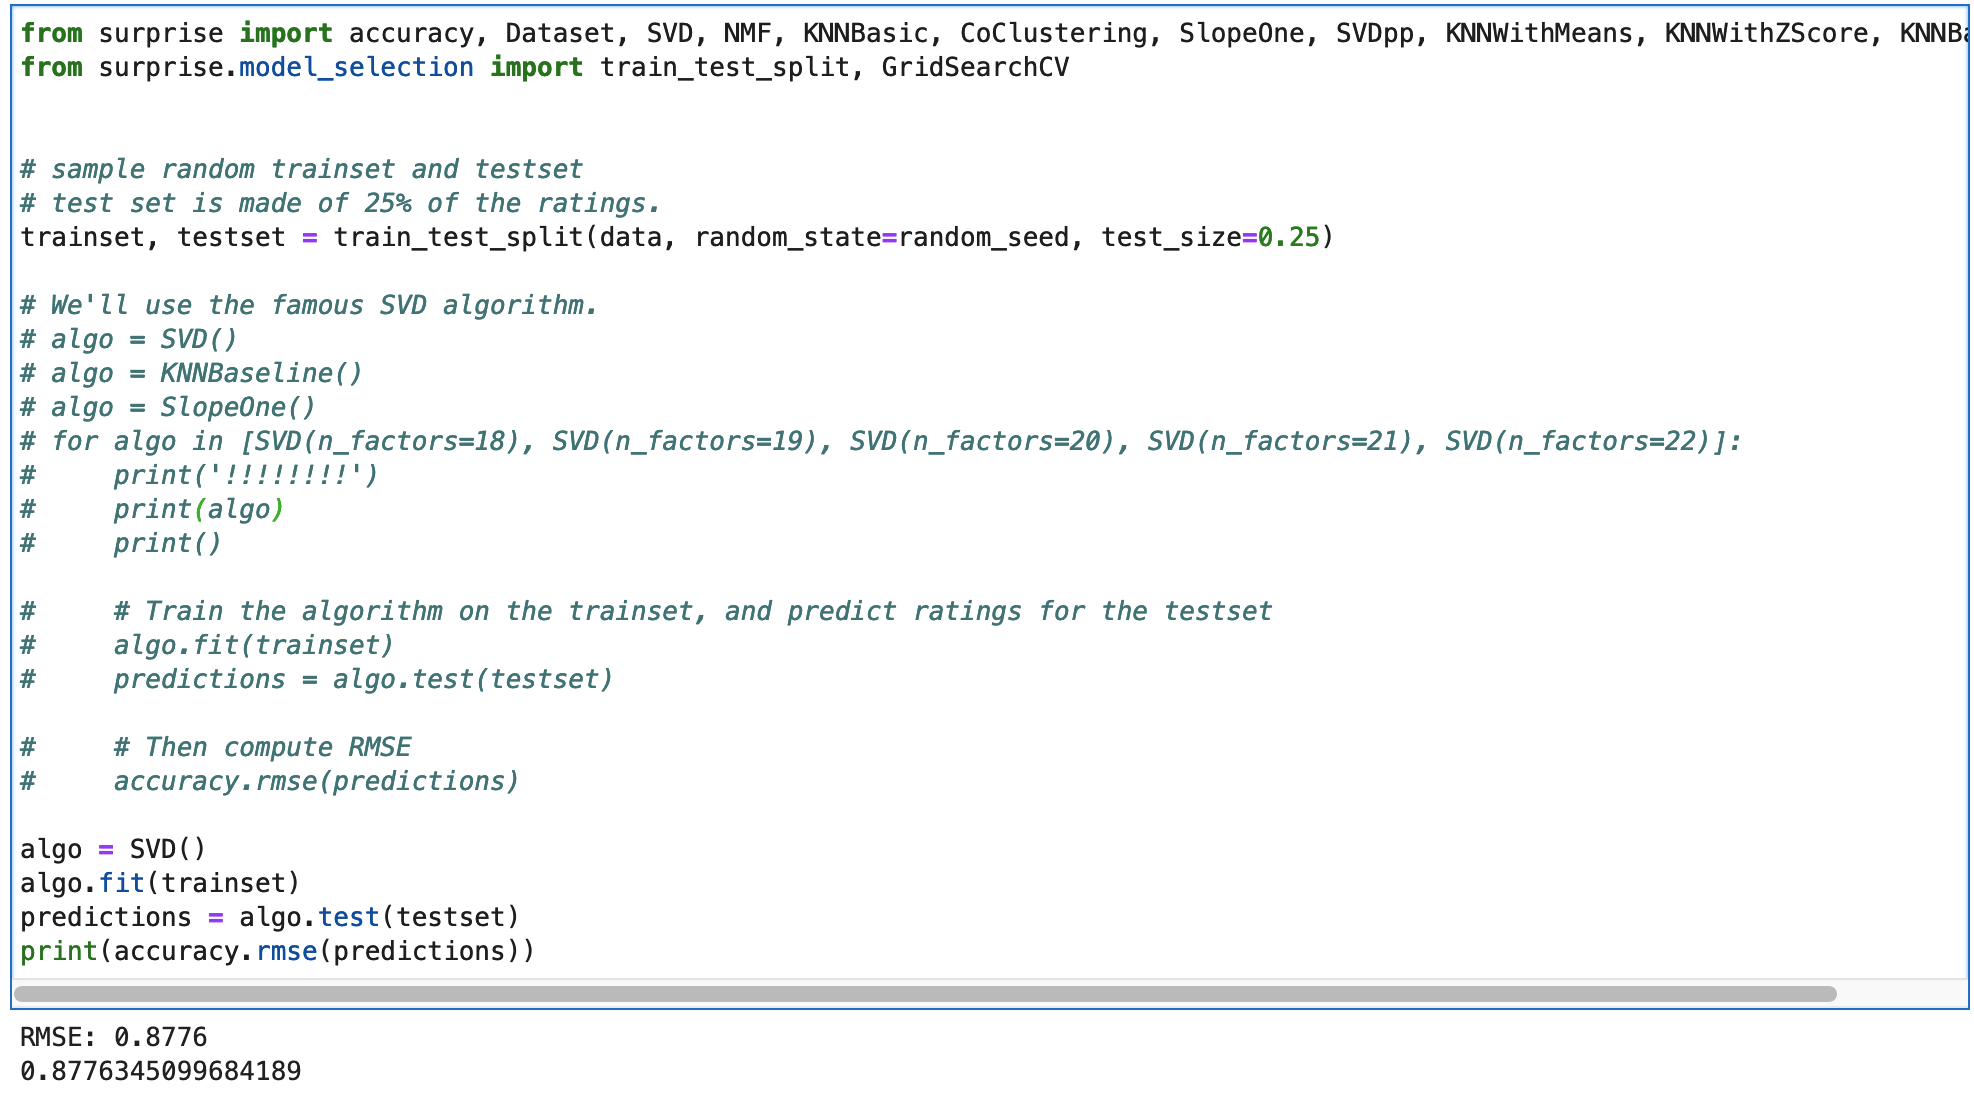 from surprise import accuracy, Dataset, SVD, NMF, KNNBasic, CoClustering, SlopeOne, SVDpp, KNNWithMeans, KNNWithZScore,
from surprise.model_selection import train_test_split, GridSearchCV
# sample random trainset and testset
# test set is made of 25% of the ratings.
trainset, testset = train_test_split(data, random_state=random_seed, test_size=0.25)
# We'll use the famous SVD algorithm.
# algo = SVD()
# algo = KNNBaseline()
# algo = SlopeOne()
# for algo in [SVD(n_factors=18), SVD(n_factors=19), SVD(n_factors=20), SVD(n_factors=21), SVD(n_factors=22)]:
#     print('!!!!!!!!')
#     print(algo)
#     print()
#     # Train the algorithm on the trainset, and predict ratings for the testset
#     algo.fit(trainset)
#     predictions = algo.test(testset)
#     # Then compute RMSE
#     accuracy.rmse(predictions)
algo = SVD()
algo.fit(trainset)
predictions = algo.test(testset)
print(accuracy.rmse(predictions))
RMSE: 0.8776
0.8776345099684189